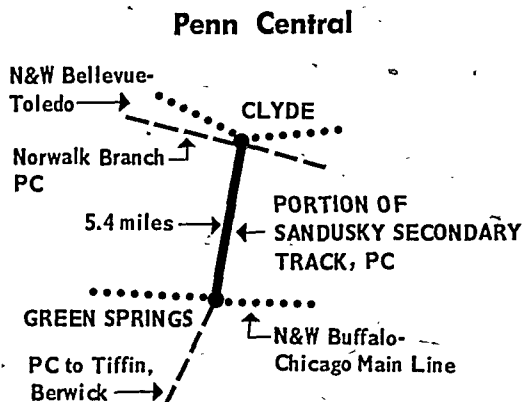 Penn Central
N&W Bellevue-
Toledo
CLYDE
Norwalk Branch
PC
5.4 miles
PORTION OF
SANDUSKY SECONDARY
TRACK, PC
GREEN SPRINGS
N&W Buffalo-
Chicago Main Line
PC to Tiffin,
Berwick